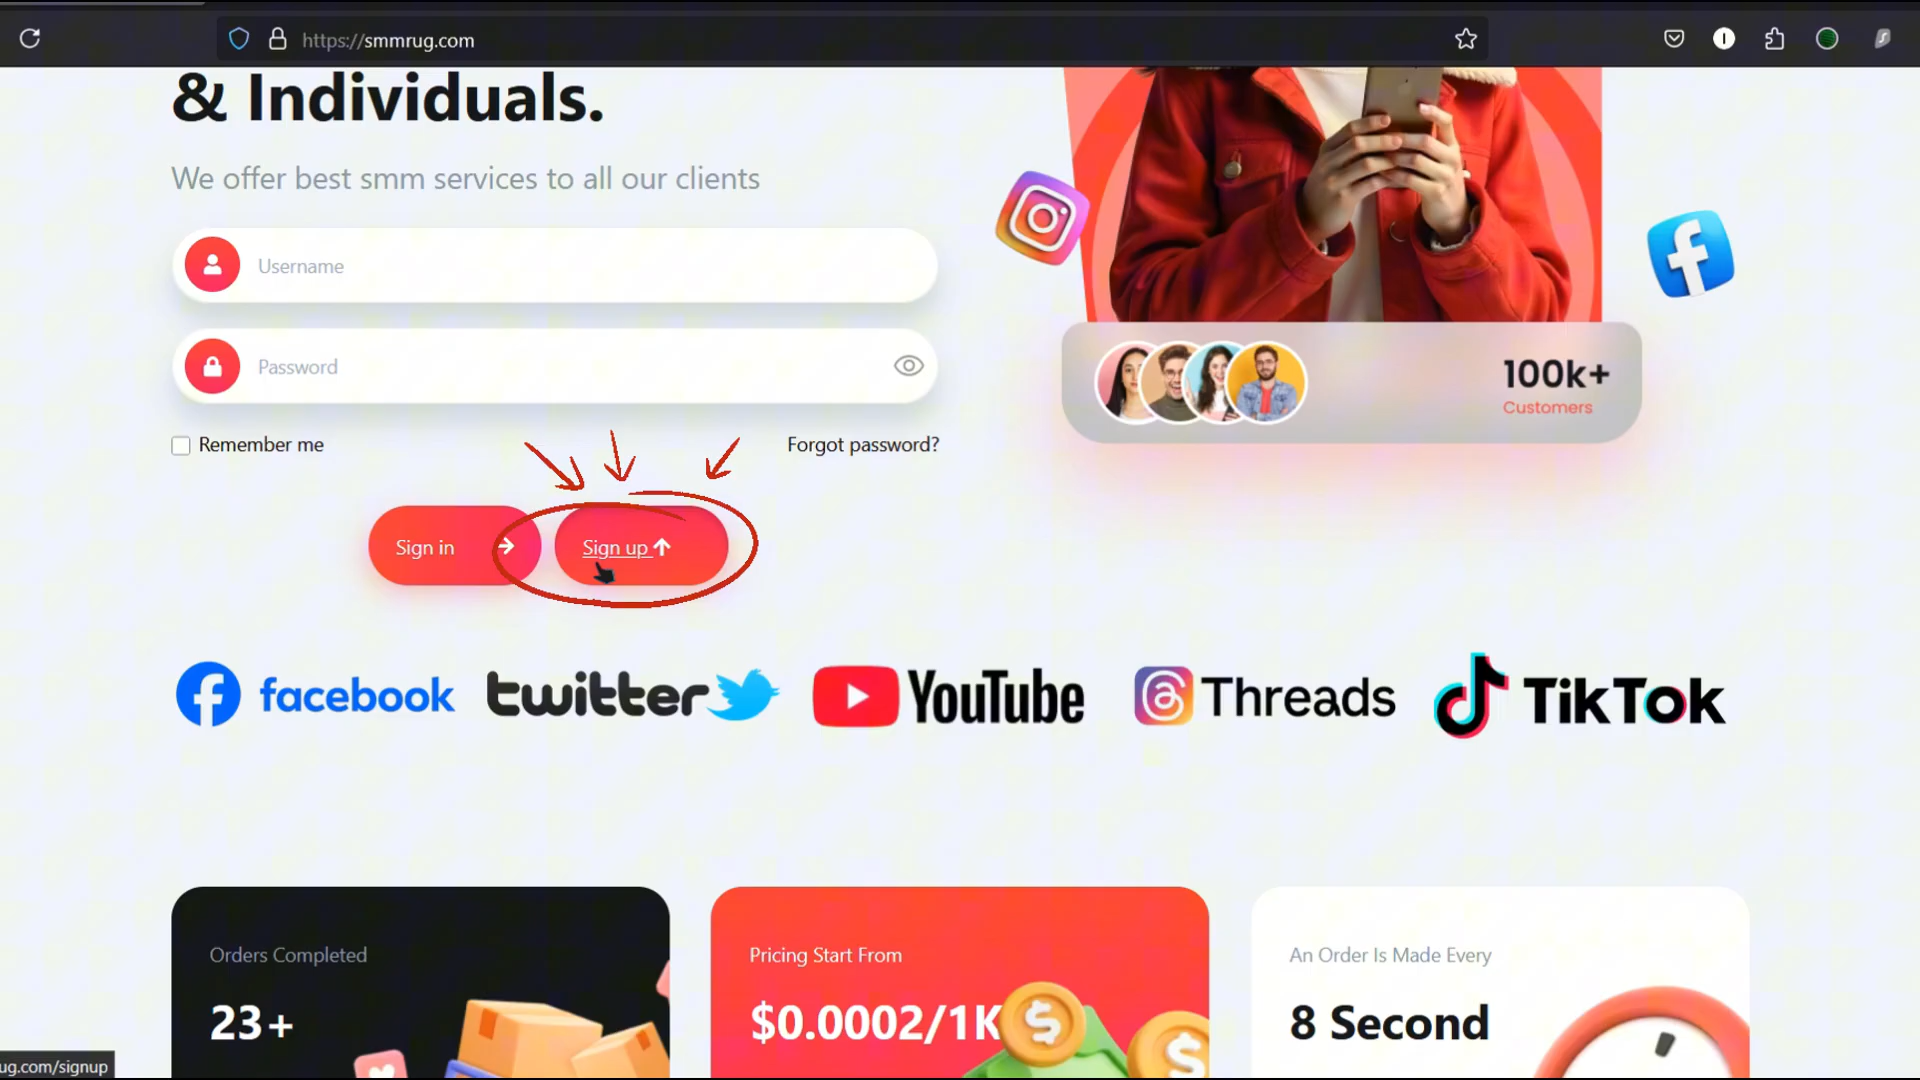 https://smmrug.com
& Individuals.
We offer best smm services to all our clients
Username
Password
Remember me
Forgot password?
Sign in
Sign up
100k+
Customers
facebook
twitter
YouTube
Threads
TikTok
Orders Completed
23+
Pricing Start From
$0.0002/1K
An Order Is Made Every
8 Second
ug.com/signup